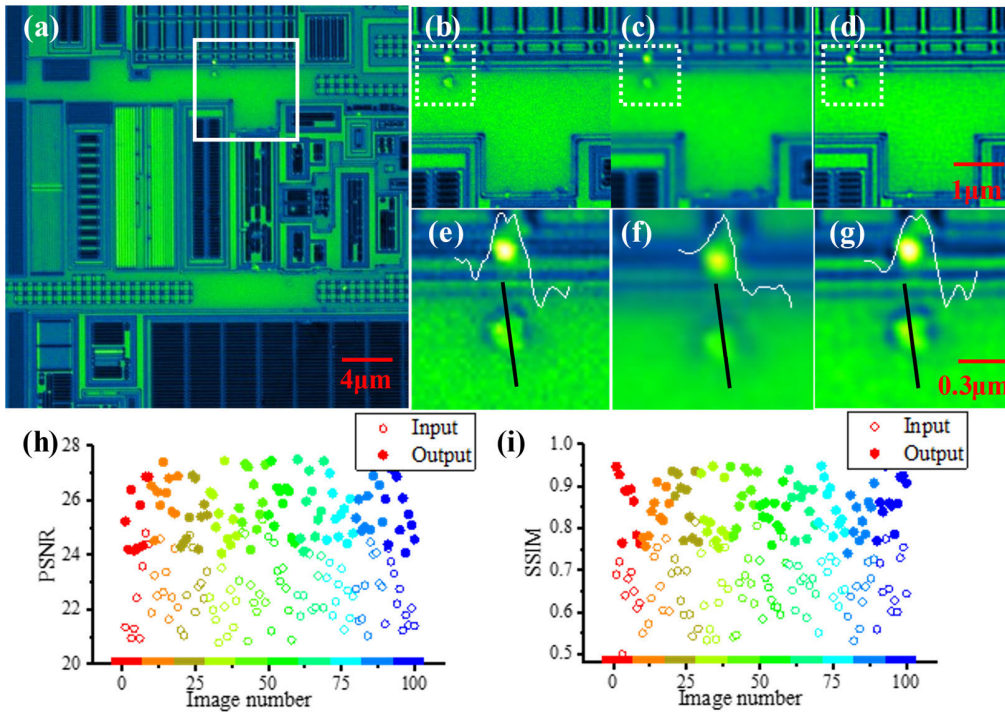 (a)
(b)
(c)
(d)
1μm
(e)
(f)
(g)
4μm
0.3μm
(h)
28
26
24
22
20
PSNR
Input
Output
0 25 50 75 100
Image number
(i)
1.0
0.9
0.8
0.7
0.6
0.5
SSIM
Input
Output
0 25 50 75 100
Image number